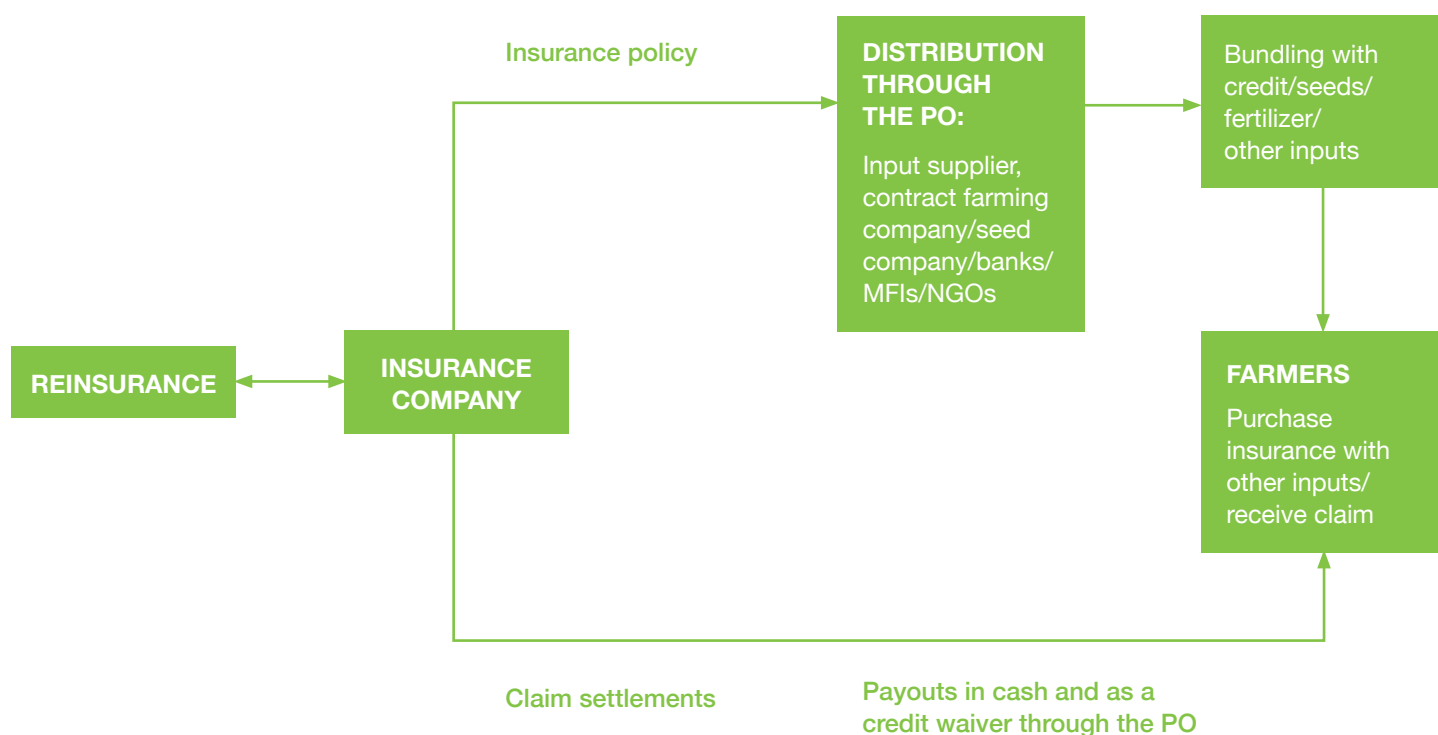 Insurance policy
DISTRIBUTION
THROUGH
THE PO:
Input supplier,
contract farming
company/seed
company/banks/
MFIs/NGOs
Bundling with
credit/seeds/
fertilizer/
other inputs
REINSURANCE
INSURANCE
COMPANY
FARMERS
Purchase
insurance with
other inputs/
receive claim
Claim settlements
Payouts in cash and as a
credit waiver through the PO